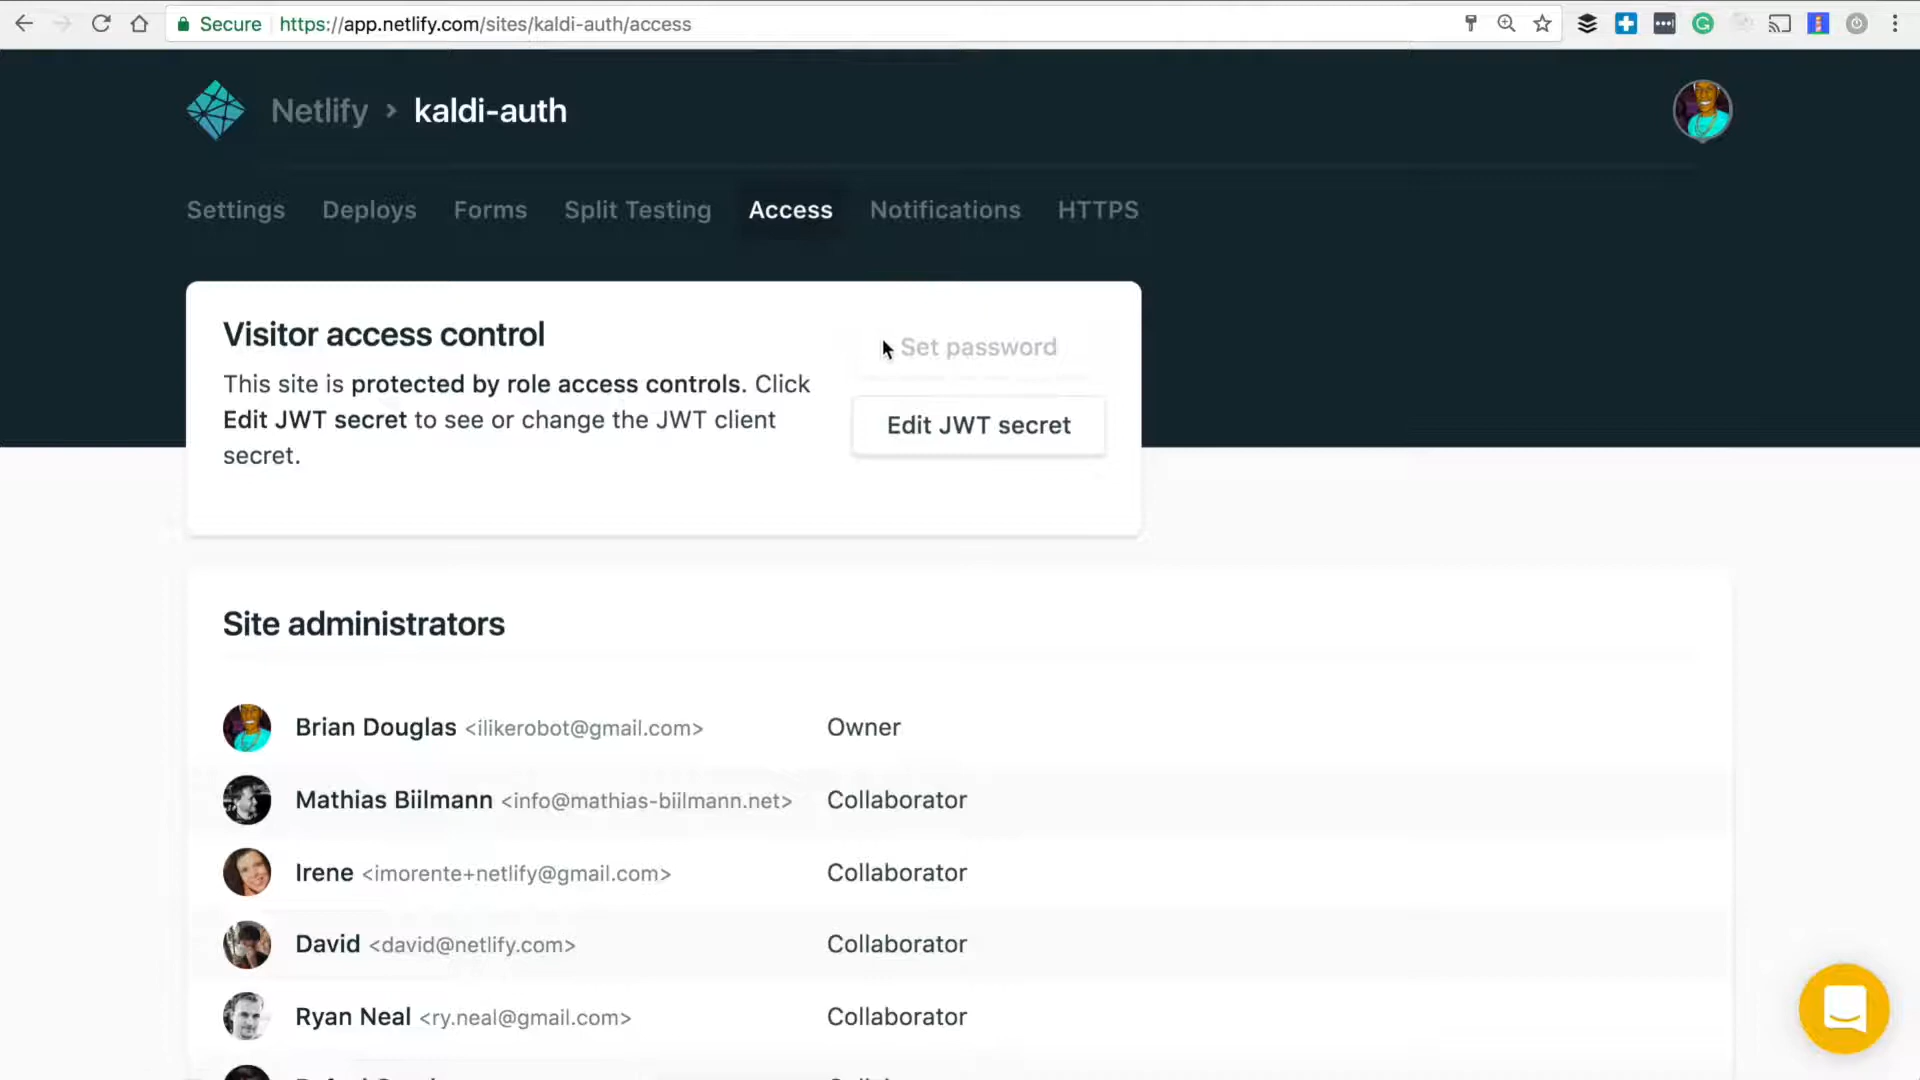 Secure https://app.netlify.com/sites/kaldi-auth/access
Netlify › kaldi-auth
Settings Deploys Forms Split Testing Access Notifications HTTPS
Visitor access control
Set password
This site is protected by role access controls. Click
Edit JWT secret to see or change the JWT client
secret.
Edit JWT secret
Site administrators
Brian Douglas <ilikerobot@gmail.com> Owner
Mathias Biilmann <info@mathias-biilmann.net> Collaborator
Irene <imorente+netlify@gmail.com> Collaborator
David <david@netlify.com> Collaborator
Ryan Neal <ry.neal@gmail.com> Collaborator